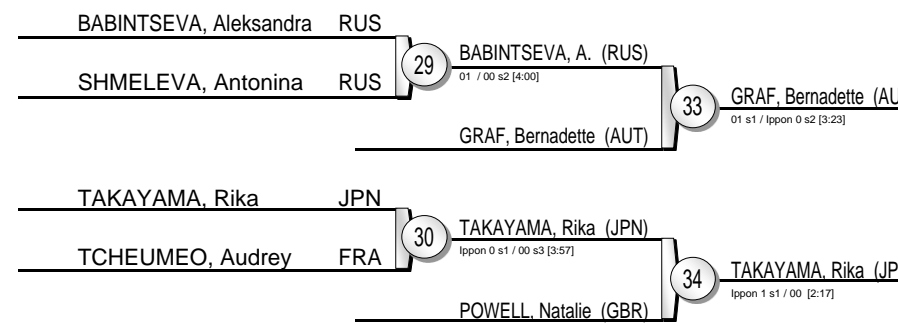 BABINTSEVA, Aleksandra RUS
SHMELEVA, Antonina RUS
29
BABINTSEVA, A. (RUS)
01 / 00 s2 [4:00]
GRAF, Bernadette (AUT)
33
GRAF, Bernadette (AU
01 s1 / Ippon 0 s2 [3:23]
TAKAYAMA, Rika JPN
TCHEUMEO, Audrey FRA
30
TAKAYAMA, Rika (JPN)
Ippon 0 s1 / 00 s3 [3:57]
POWELL, Natalie (GBR)
34
TAKAYAMA, Rika (JP
Ippon 1 s1 / 00 [2:17]